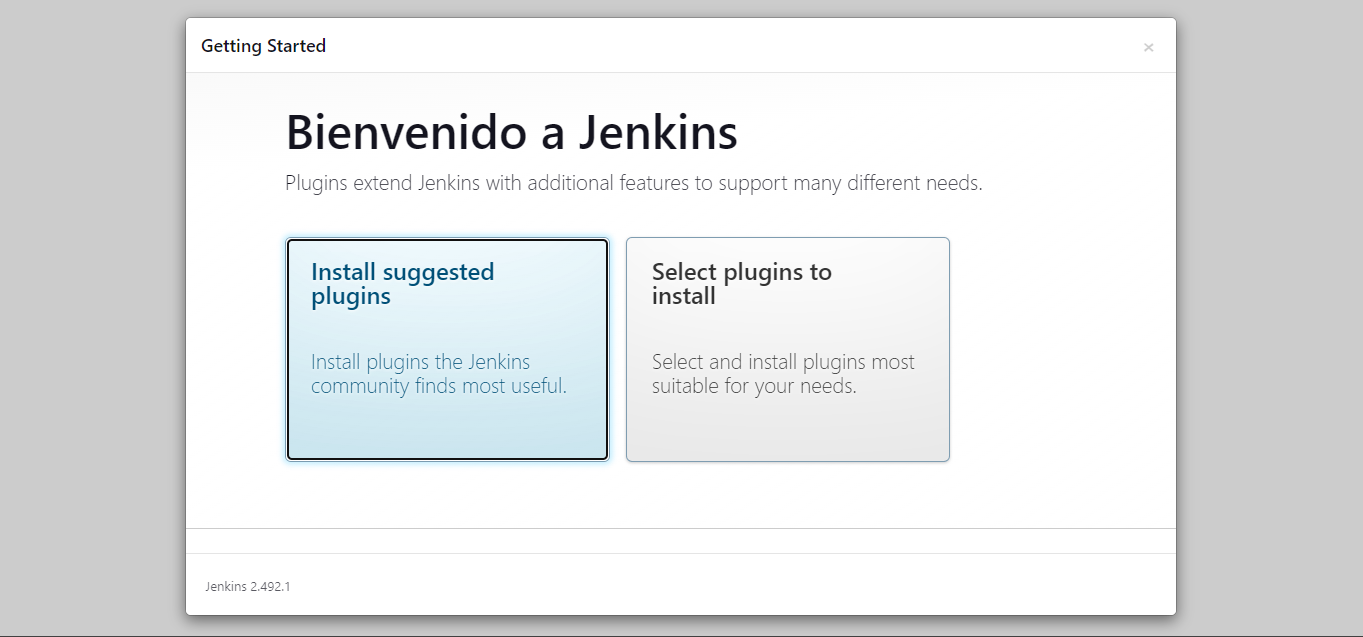 Getting Started
×
Bienvenido a Jenkins
Plugins extend Jenkins with additional features to support many different needs.
Install suggested
plugins
Install plugins the Jenkins
community finds most useful.
Select plugins to
install
Select and install plugins most
suitable for your needs.
Jenkins 2.492.1